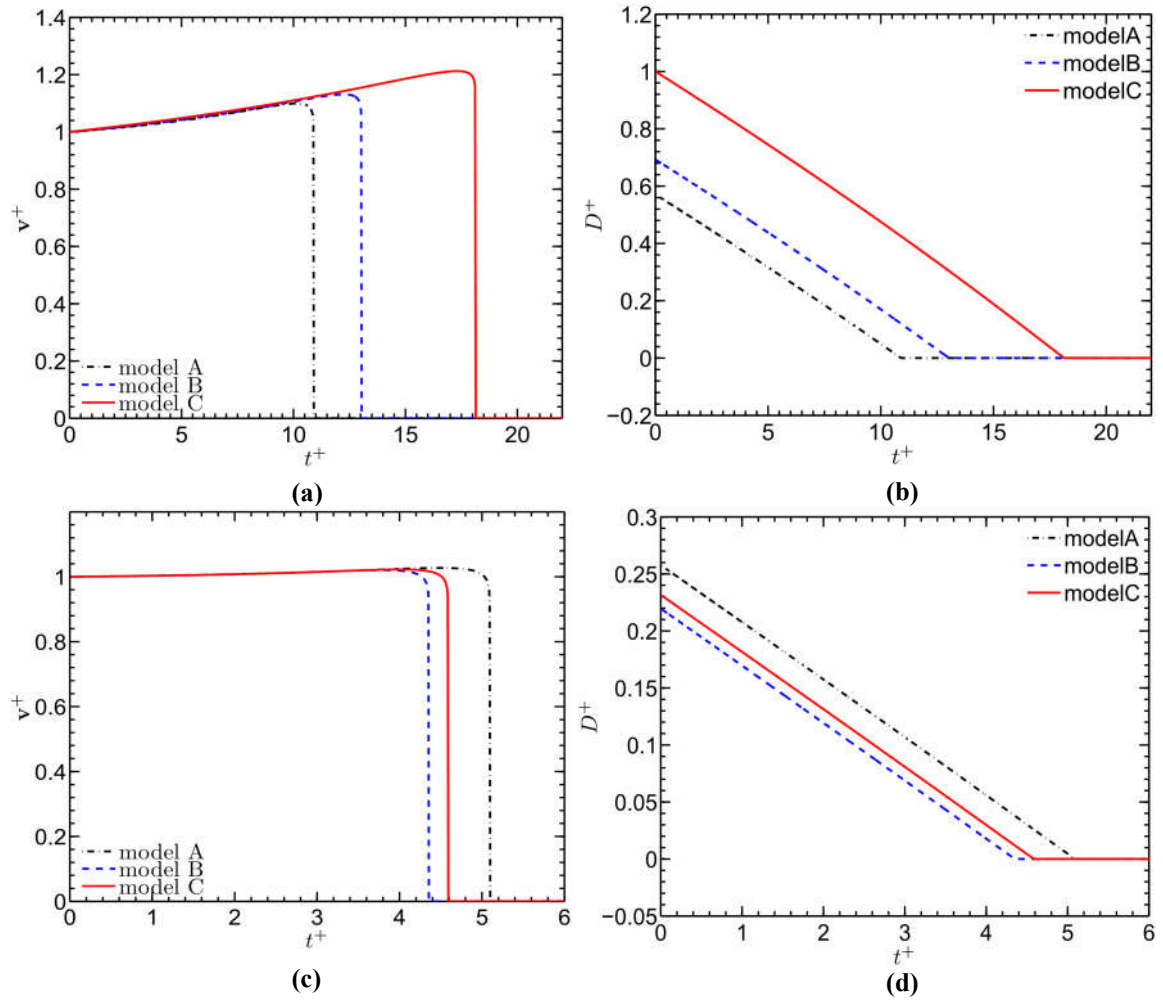 1.4
1.2
1
0.8
0.6
0.4
0.2
0
v+
model A
model B
model C
0 5 10 15 20
t+
(a)
1.2
1
0.8
0.6
0.4
0.2
0
−0.2
D+
modelA
modelB
modelC
0 5 10 15 20
t+
(b)
1
0.8
0.6
0.4
0.2
0
v+
model A
model B
model C
0 1 2 3 4 5 6
t+
(c)
0.3
0.25
0.2
0.15
0.1
0.05
0
−0.05
D+
modelA
modelB
modelC
0 1 2 3 4 5 6
t+
(d)